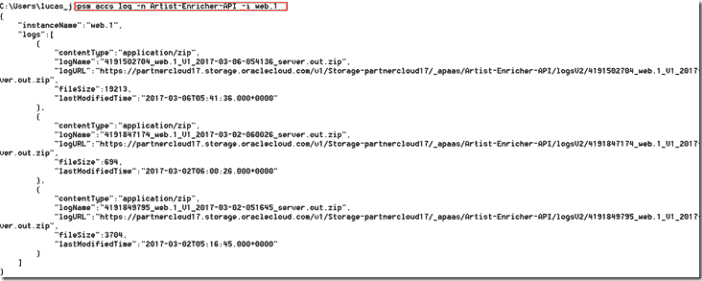 C:\Users\lucas_j>psm accs log -n Artist-Enricher-API -i web.1
{
"instanceName":"web.1",
"logs":[
{
"contentType":"application/zip",
"logName":"4191502704_web.1_V1_2017-03-06-054136_server.out.zip",
"logURL":"https://partnercloud17.storage.oraclecloud.com/v1/Storage-partnercloud17/_apaas/Artist-Enricher-API/logsV2/4191502704_web.1_V1_2017-
ver.out.zip",
"fileSize":19213,
"lastModifiedTime":"2017-03-06T05:41:36.000+0000"
},
{
"contentType":"application/zip",
"logName":"4191847174_web.1_V1_2017-03-02-060026_server.out.zip",
"logURL":"https://partnercloud17.storage.oraclecloud.com/v1/Storage-partnercloud17/_apaas/Artist-Enricher-API/logsV2/4191847174_web.1_V1_2017-
ver.out.zip",
"fileSize":694,
"lastModifiedTime":"2017-03-02T06:00:26.000+0000"
},
{
"contentType":"application/zip",
"logName":"4191849795_web.1_V1_2017-03-02-051645_server.out.zip",
"logURL":"https://partnercloud17.storage.oraclecloud.com/v1/Storage-partnercloud17/_apaas/Artist-Enricher-API/logsV2/4191849795_web.1_V1_2017-
ver.out.zip",
"fileSize":3704,
"lastModifiedTime":"2017-03-02T05:16:45.000+0000"
}
]
}